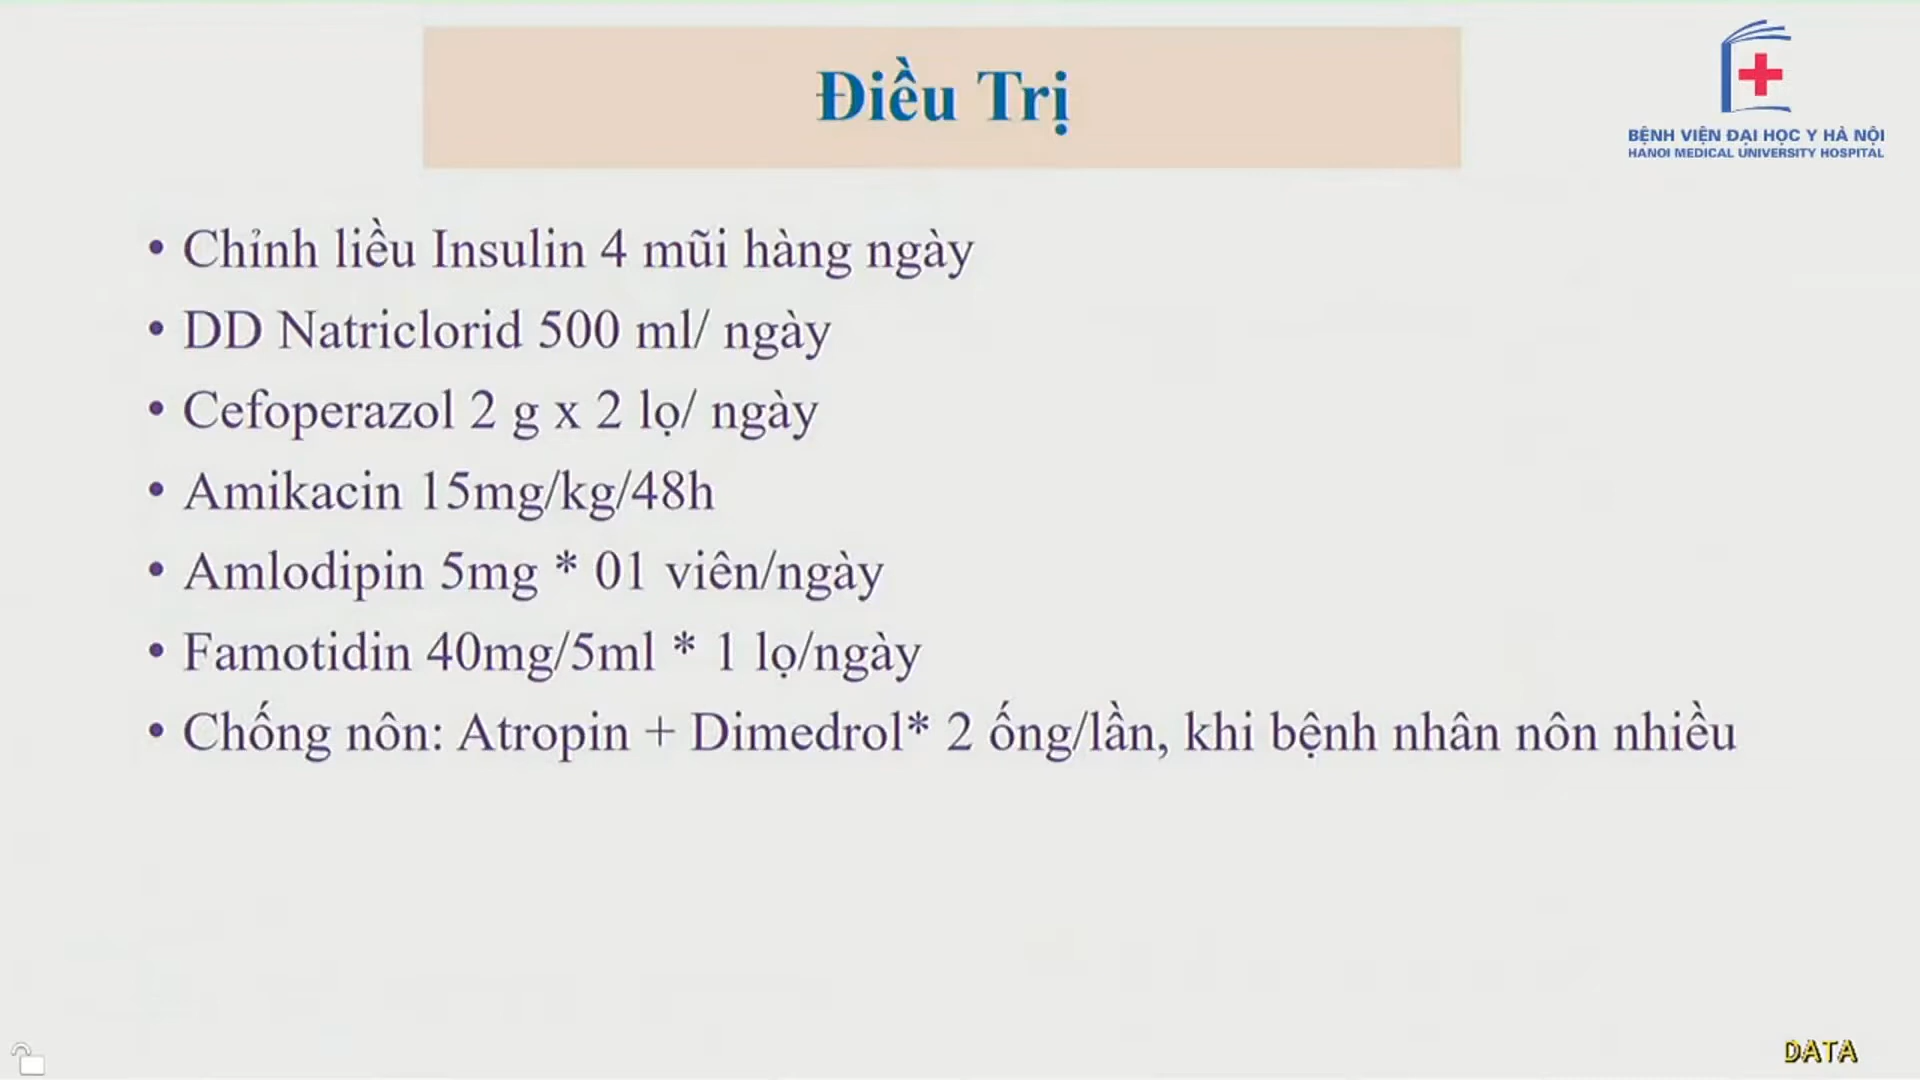 Điều Trị
BỆNH VIỆN ĐẠI HỌC Y HÀ NỘI
HANOI MEDICAL UNIVERSITY HOSPITAL
• Chỉnh liều Insulin 4 mũi hàng ngày
• DD Natriclorid 500 ml/ ngày
• Cefoperazol 2 g x 2 lọ/ ngày
• Amikacin 15mg/kg/48h
• Amlodipin 5mg * 01 viên/ngày
• Famotidin 40mg/5ml * 1 lọ/ngày
• Chống nôn: Atropin + Dimedrol* 2 ống/lần, khi bệnh nhân nôn nhiều
DATA